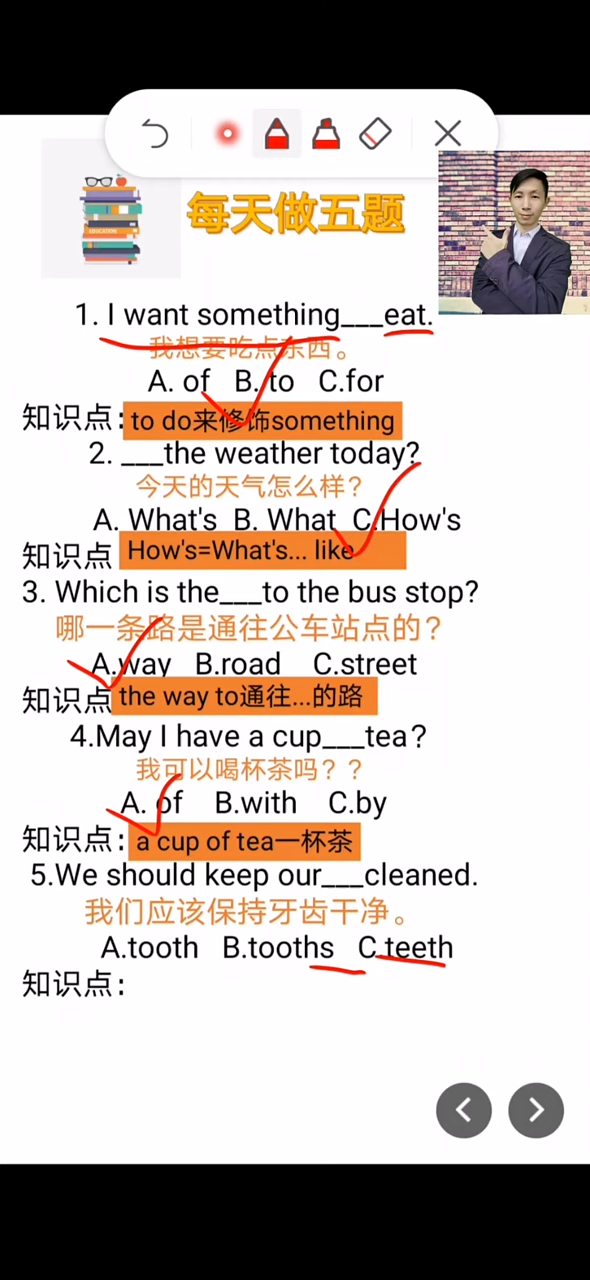 EDUCATION
每天做五题
1. I want something___eat.
我想要吃点东西。
A. of B. to C.for
知识点: to do来修饰something
2. ___the weather today?
今天的天气怎么样？
A. What's B. What C.How's
知识点 How's=What's... like
3. Which is the___to the bus stop?
哪一条路是通往公车站点的？
A.way B.road C.street
知识点 the way to通往...的路
4.May I have a cup___tea?
我可以喝杯茶吗？？
A. of B.with C.by
知识点: a cup of tea一杯茶
5.We should keep our___cleaned.
我们应该保持牙齿干净。
A.tooth B.tooths C.teeth
知识点: